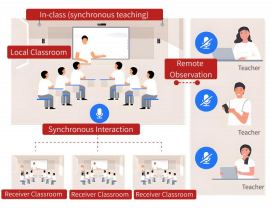 In-class (synchronous teaching)
Local Classroom
Remote
Observation
Teacher
Synchronous Interaction
Teacher
Receiver Classroom
Receiver Classroom
Receiver Classroom
Teacher